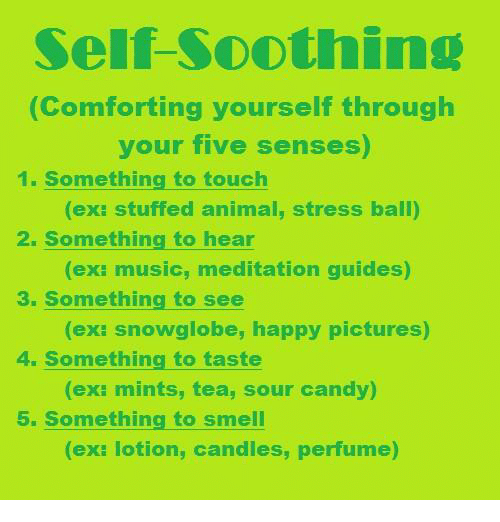 Self-Soothing
(Comforting yourself through
your five senses)
1. Something to touch
(ex: stuffed animal, stress ball)
2. Something to hear
(ex: music, meditation guides)
3. Something to see
(ex: snowglobe, happy pictures)
4. Something to taste
(ex: mints, tea, sour candy)
5. Something to smell
(ex: lotion, candles, perfume)